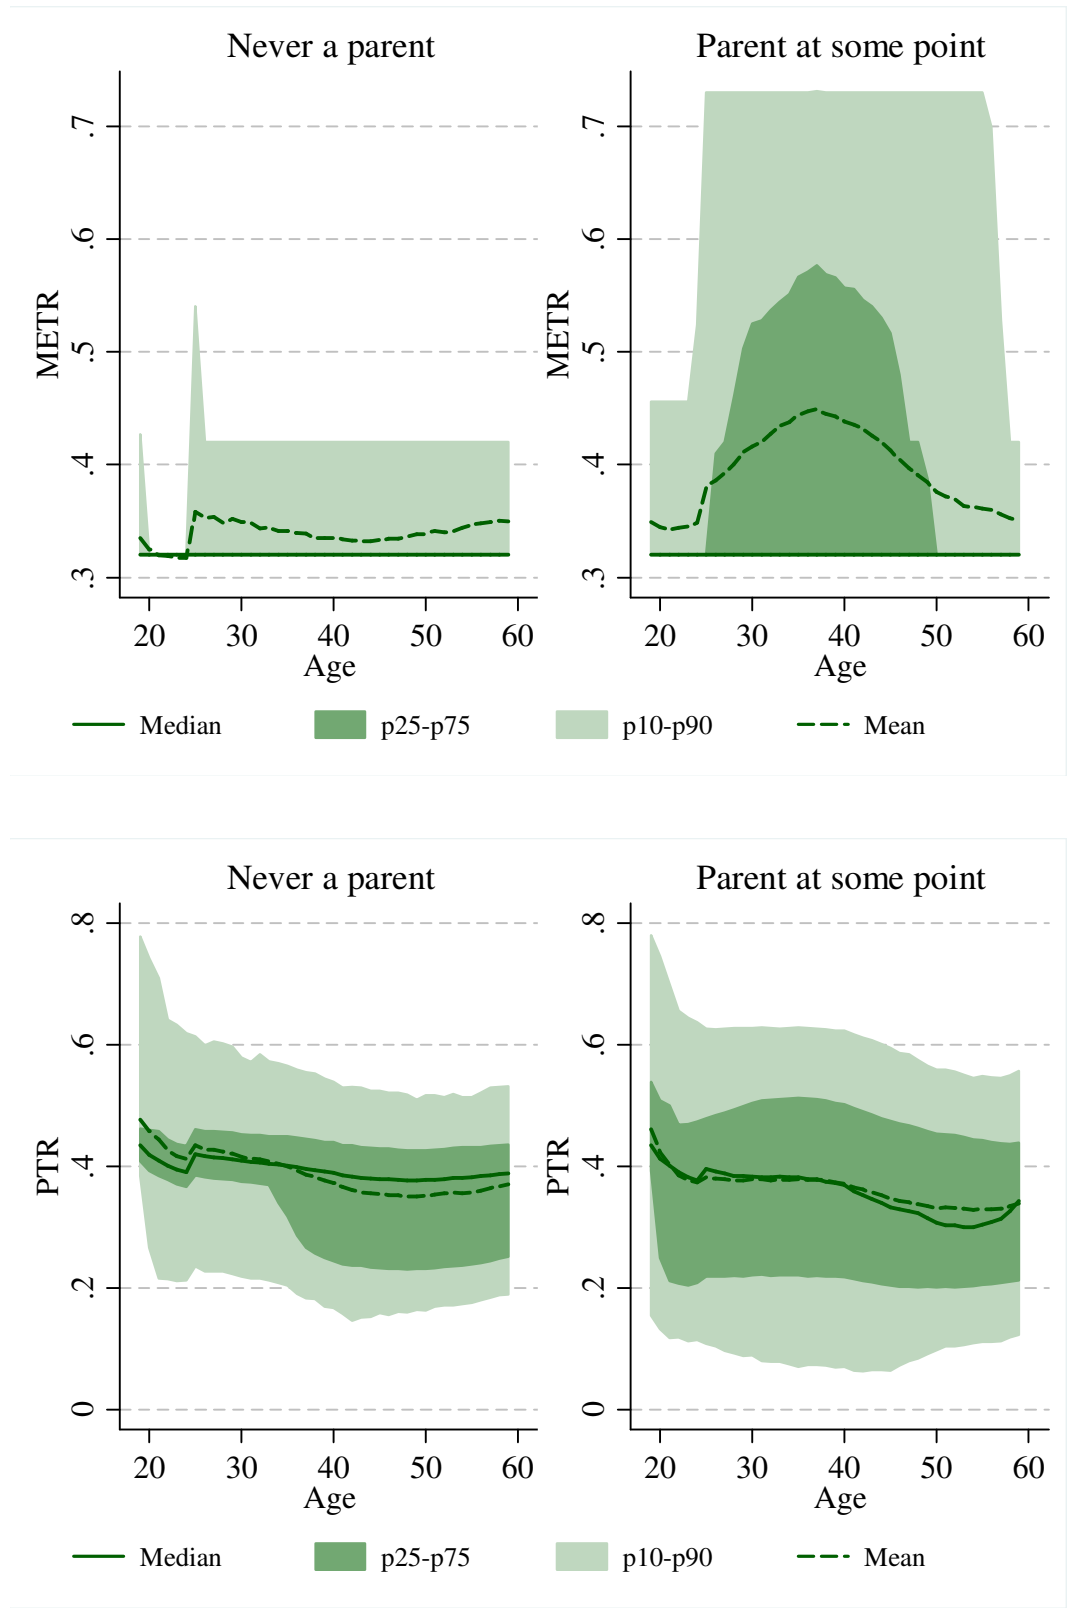 Never a parent
Parent at some point
METR
.7
.6
.5
.4
.3
20 30 40 50 60
Age
METR
.7
.6
.5
.4
.3
20 30 40 50 60
Age
Median p25-p75 p10-p90 Mean
Never a parent
Parent at some point
PTR
.8
.6
.4
.2
0
20 30 40 50 60
Age
PTR
.8
.6
.4
.2
0
20 30 40 50 60
Age
Median p25-p75 p10-p90 Mean